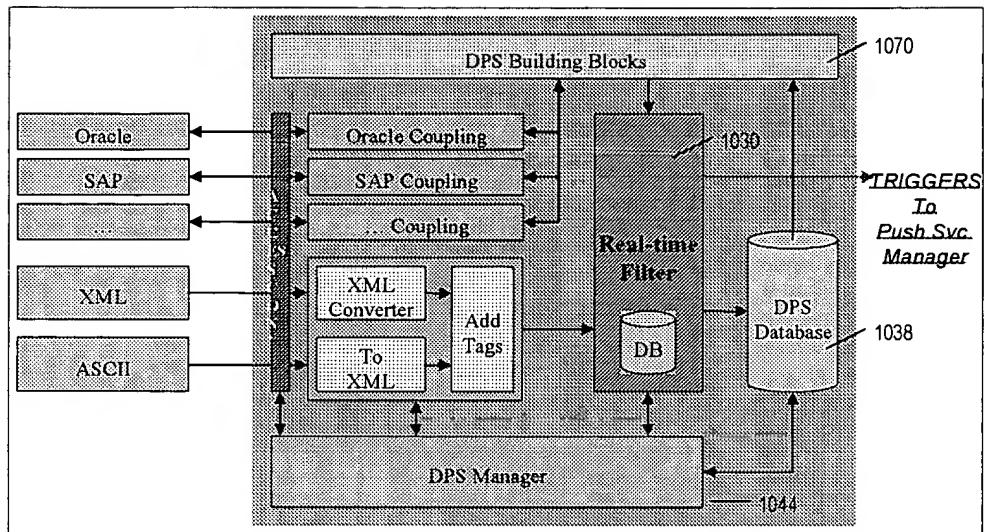 DPS Building Blocks
1070
Oracle
Oracle Coupling
1030
SAP
SAP Coupling
TRIGGERS
To
Push Svc
Manager
...
... Coupling
Real-time
Filter
XML
XML
Converter
Add
Tags
DPS
Database
1038
ASCII
To
XML
DB
DPS Manager
1044